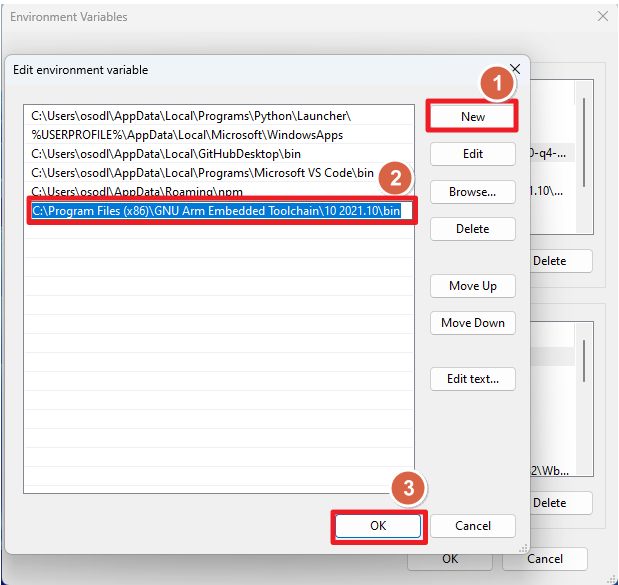 Environment Variables
Edit environment variable
1
C:\Users\osodl\AppData\Local\Programs\Python\Launcher\
New
%USERPROFILE%\AppData\Local\Microsoft\WindowsApps
C:\Users\osodl\AppData\Local\GitHubDesktop\bin
Edit
0-q4-...
C:\Users\osodl\AppData\Local\Programs\Microsoft VS Code\bin
2
C:\Users\osodl\AppData\Roaming\npm
Browse...
1.10\...
C:\Program Files (x86)\GNU Arm Embedded Toolchain\10 2021.10\bin
Delete
Delete
Move Up
Move Down
Edit text...
2\Wb...
3
Delete
OK
Cancel
OK
Cancel